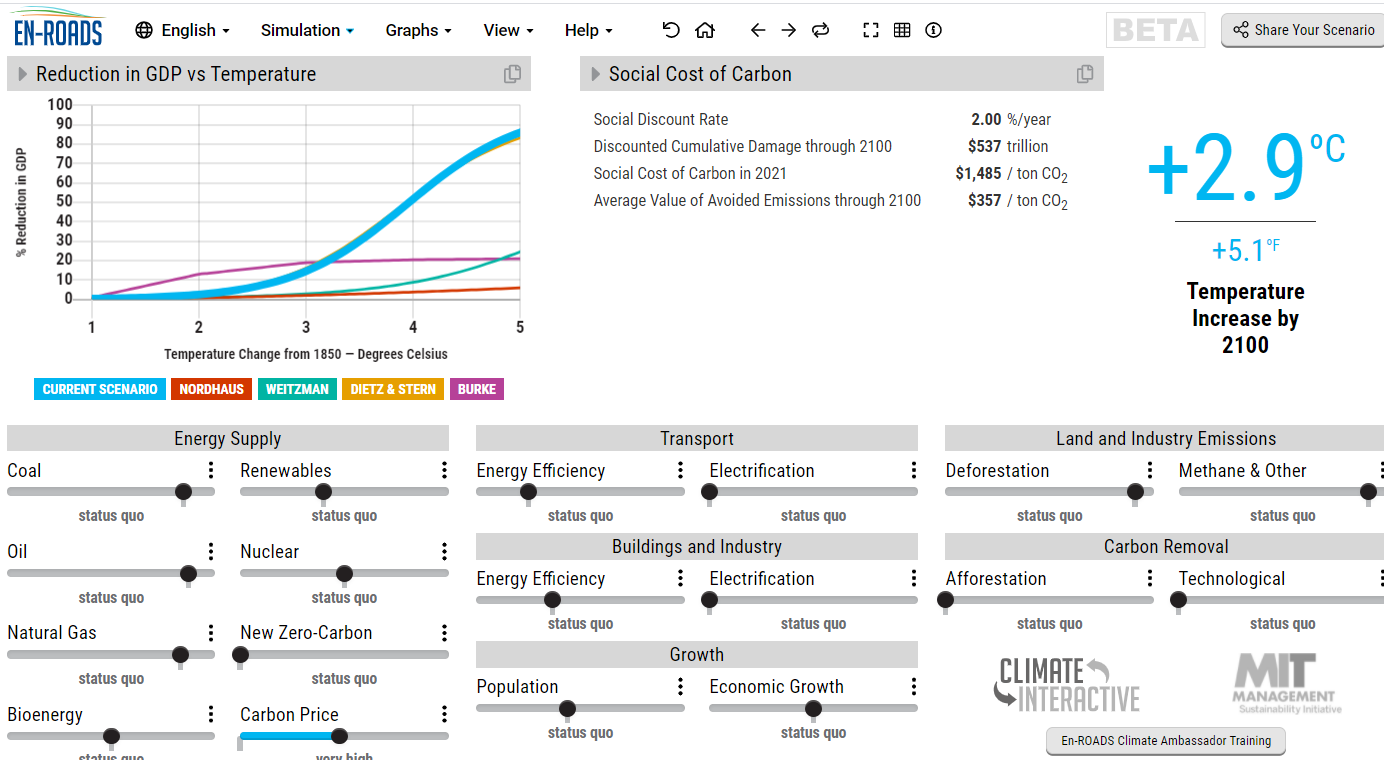 EN-ROADS English Simulation Graphs View Help BETA Share Your Scenario
Reduction in GDP vs Temperature
100
90
80
70
60
50
40
30
20
10
0
% Reduction in GDP
1 2 3 4 5
Temperature Change from 1850 – Degrees Celsius
CURRENT SCENARIO NORDHAUS WEITZMAN DIETZ & STERN BURKE
Social Cost of Carbon
Social Discount Rate 2.00 %/year
Discounted Cumulative Damage through 2100 $537 trillion
Social Cost of Carbon in 2021 $1,485 / ton CO2
Average Value of Avoided Emissions through 2100 $357 / ton CO2
+2.9°C
+5.1°F
Temperature
Increase by
2100
Energy Supply
Coal Renewables
status quo status quo
Oil Nuclear
status quo status quo
Natural Gas New Zero-Carbon
status quo status quo
Bioenergy Carbon Price
status quo very high
Transport
Energy Efficiency Electrification
status quo status quo
Buildings and Industry
Energy Efficiency Electrification
status quo status quo
Growth
Population Economic Growth
status quo status quo
Land and Industry Emissions
Deforestation Methane & Other
status quo status quo
Carbon Removal
Afforestation Technological
status quo status quo
CLIMATE
INTERACTIVE
MIT
MANAGEMENT
Sustainability Initiative
En-ROADS Climate Ambassador Training